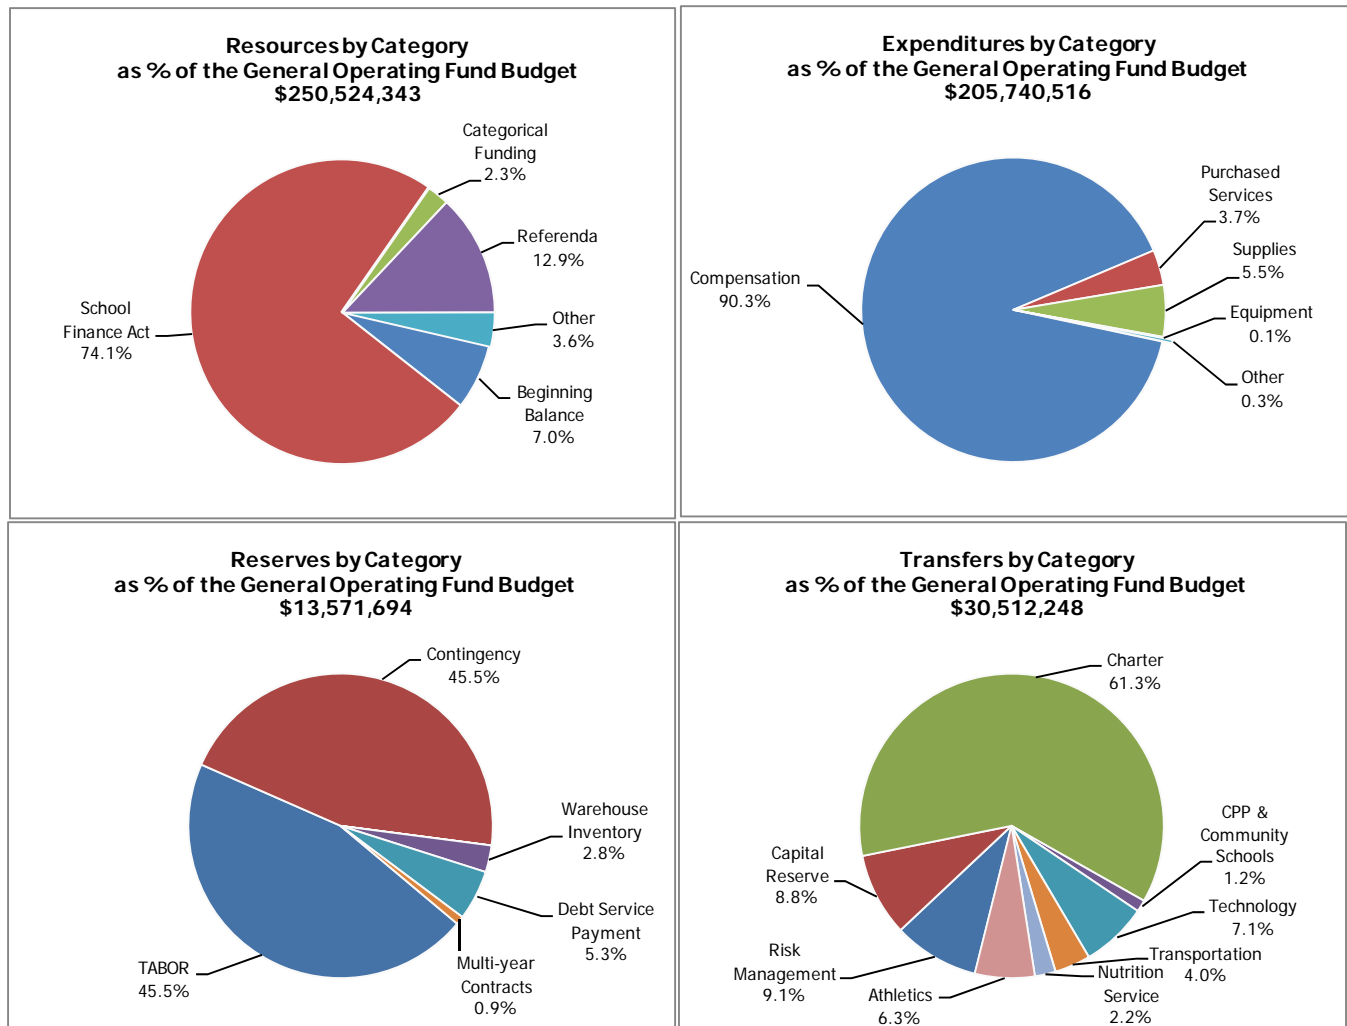 Resources by Category
as % of the General Operating Fund Budget
$250,524,343
Categorical
Funding
2.3%
Referenda
12.9%
Other
3.6%
Beginning
Balance
7.0%
School
Finance Act
74.1%
Expenditures by Category
as % of the General Operating Fund Budget
$205,740,516
Purchased
Services
3.7%
Supplies
5.5%
Equipment
0.1%
Other
0.3%
Compensation
90.3%
Reserves by Category
as % of the General Operating Fund Budget
$13,571,694
Contingency
45.5%
Warehouse
Inventory
2.8%
Debt Service
Payment
5.3%
Multi-year
Contracts
0.9%
TABOR
45.5%
Transfers by Category
as % of the General Operating Fund Budget
$30,512,248
Charter
61.3%
CPP &
Community
Schools
1.2%
Technology
7.1%
Transportation
4.0%
Nutrition
Service
2.2%
Athletics
6.3%
Risk
Management
9.1%
Capital
Reserve
8.8%